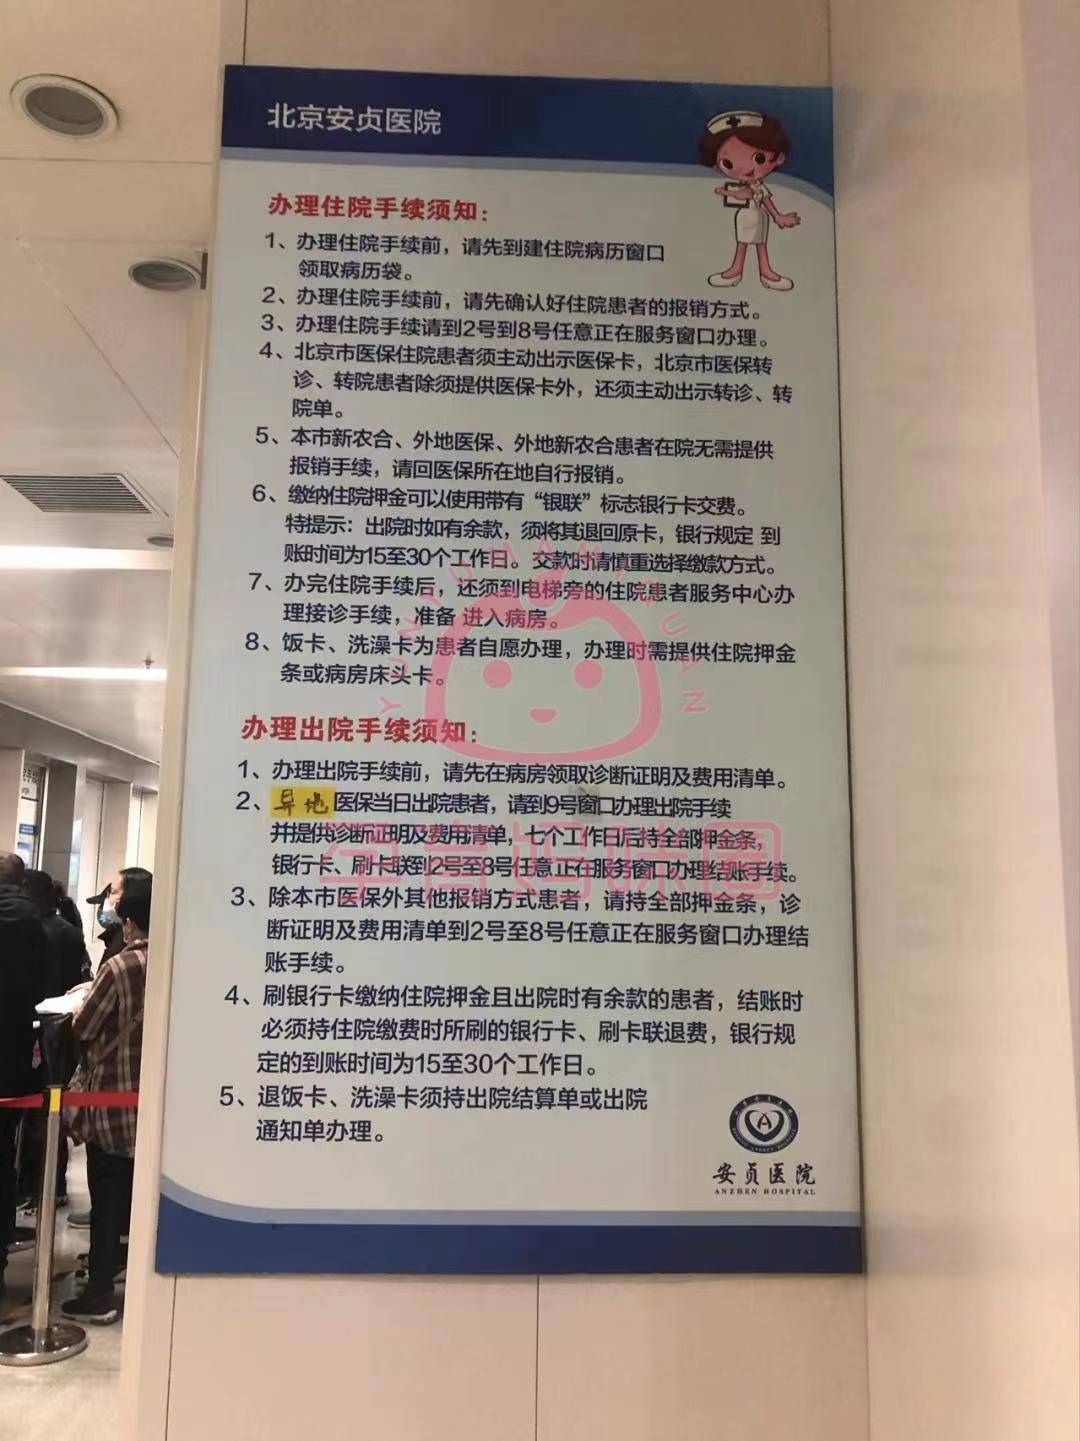 北京安贞医院
办理住院手续须知：
1、办理住院手续前，请先到建住院病历窗口
领取病历袋。
2、办理住院手续前，请先确认好住院患者的报销方式。
3、办理住院手续请到2号到8号任意正在服务窗口办理。
4、北京市医保住院患者须主动出示医保卡，北京市医保转
诊、转院患者除须提供医保卡外，还须主动出示转诊、转
院单。
5、本市新农合、外地医保、外地新农合患者在院无需提供
报销手续，请回医保所在地自行报销。
6、缴纳住院押金可以使用带有“银联”标志银行卡交费。
特提示：出院时如有余款，须将其退回原卡，银行规定 到
账时间为15至30个工作日。交款时请慎重选择缴款方式。
7、办完住院手续后，还须到电梯旁的住院患者服务中心办
理接诊手续，准备 进入病房。
8、饭卡、洗澡卡为患者自愿办理，办理时需提供住院押金
条或病房床头卡。
办理出院手续须知：
1、办理出院手续前，请先在病房领取诊断证明及费用清单。
2、异地医保当日出院患者，请到9号窗口办理出院手续
并提供诊断证明及费用清单，七个工作日后持全部押金条，
银行卡、刷卡联到2号至8号任意正在服务窗口办理结账手续。
3、除本市医保外其他报销方式患者，请持全部押金条，诊
断证明及费用清单到2号至8号任意正在服务窗口办理结
账手续。
4、刷银行卡缴纳住院押金且出院时有余款的患者，结账时
必须持住院缴费时所刷的银行卡、刷卡联退费，银行规
定的到账时间为15至30个工作日。
5、退饭卡、洗澡卡须持出院结算单或出院
通知单办理。
安贞医院
ANZHEN HOSPITAL
YUNYUMAMIQUAN
孕育妈咪圈